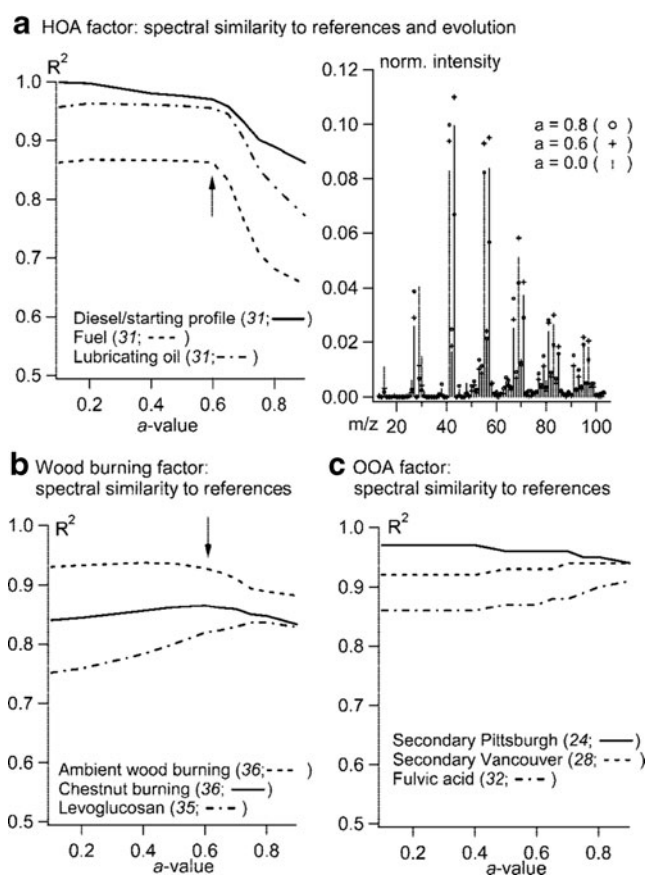 a HOA factor: spectral similarity to references and evolution
R2
1.0
0.9
0.8
0.7
0.6
0.5
Diesel/starting profile (31; )
Fuel (31; )
Lubricating oil (31; )
0.2 0.4 0.6 0.8
a-value
norm. intensity
0.12
0.10
0.08
0.06
0.04
0.02
0.00
a = 0.8 ( o )
a = 0.6 ( + )
a = 0.0 ( )
m/z 20 40 60 80 100
b Wood burning factor:
spectral similarity to references
R2
1.0
0.9
0.8
0.7
0.6
0.5
Ambient wood burning (36; )
Chestnut burning (36; )
Levoglucosan (35; )
0.2 0.4 0.6 0.8
a-value
c OOA factor:
spectral similarity to references
R2
1.0
0.9
0.8
0.7
0.6
0.5
Secondary Pittsburgh (24; )
Secondary Vancouver (28; )
Fulvic acid (32; )
0.2 0.4 0.6 0.8
a-value